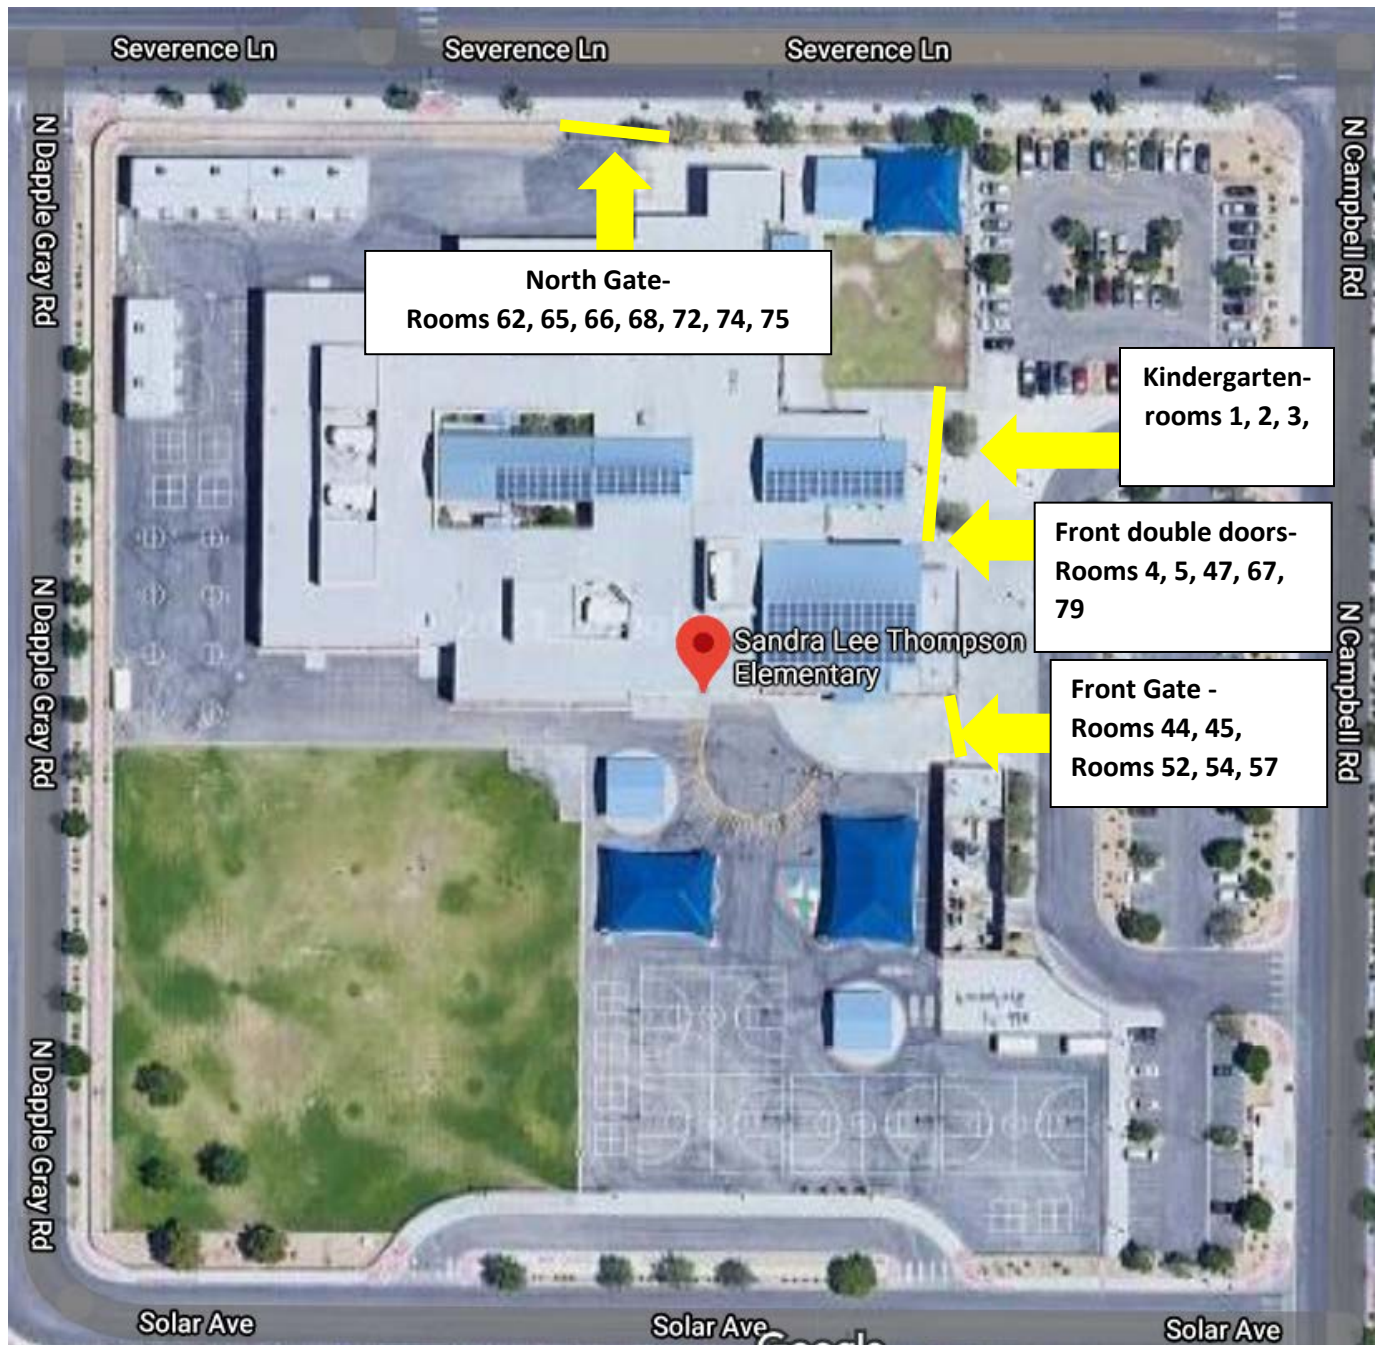 Severence Ln
Severence Ln
Severence Ln
N Dapple Gray Rd
N Campbell Rd
North Gate-
Rooms 62, 65, 66, 68, 72, 74, 75
Kindergarten-
rooms 1, 2, 3,
Front double doors-
Rooms 4, 5, 47, 67,
79
N Dapple Gray Rd
N Campbell Rd
Sandra Lee Thompson
Elementary
Front Gate -
Rooms 44, 45,
Rooms 52, 54, 57
N Dapple Gray Rd
Solar Ave
Solar Ave
Google
Solar Ave